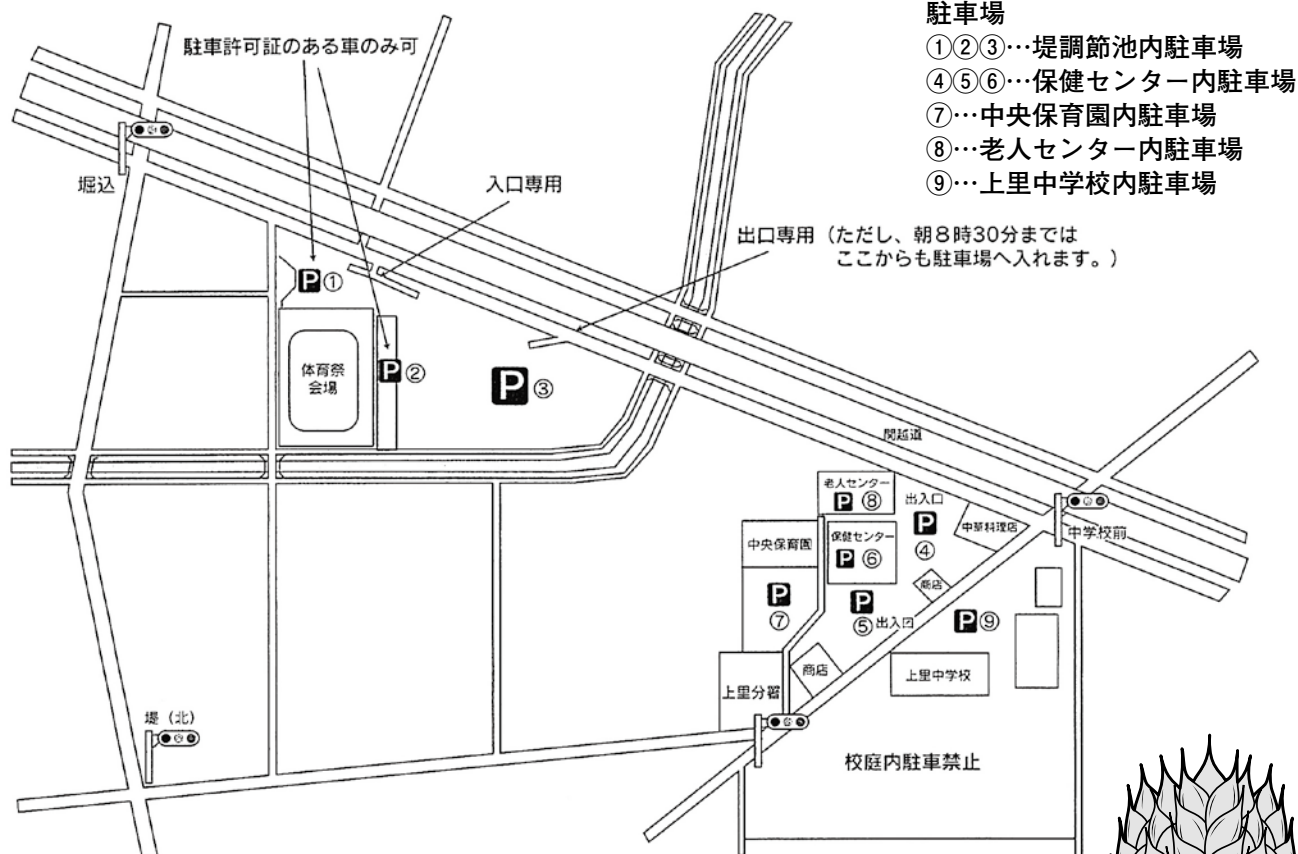 駐車場
①②③…堤調節池内駐車場
④⑤⑥…保健センター内駐車場
⑦…中央保育園内駐車場
⑧…老人センター内駐車場
⑨…上里中学校内駐車場
駐車許可証のある車のみ可
堀込
入口専用
出口専用（ただし、朝８時30分までは
ここからも駐車場へ入れます。）
P①
体育祭
会場
P②
P③
関越道
老人センター
P⑧
出入口
P
④
中華料理店
中学校前
中央保育園
保健センター
P⑥
商店
P
⑦
P
⑤
出入口
P⑨
商店
上里中学校
上里分署
堤（北）
校庭内駐車禁止